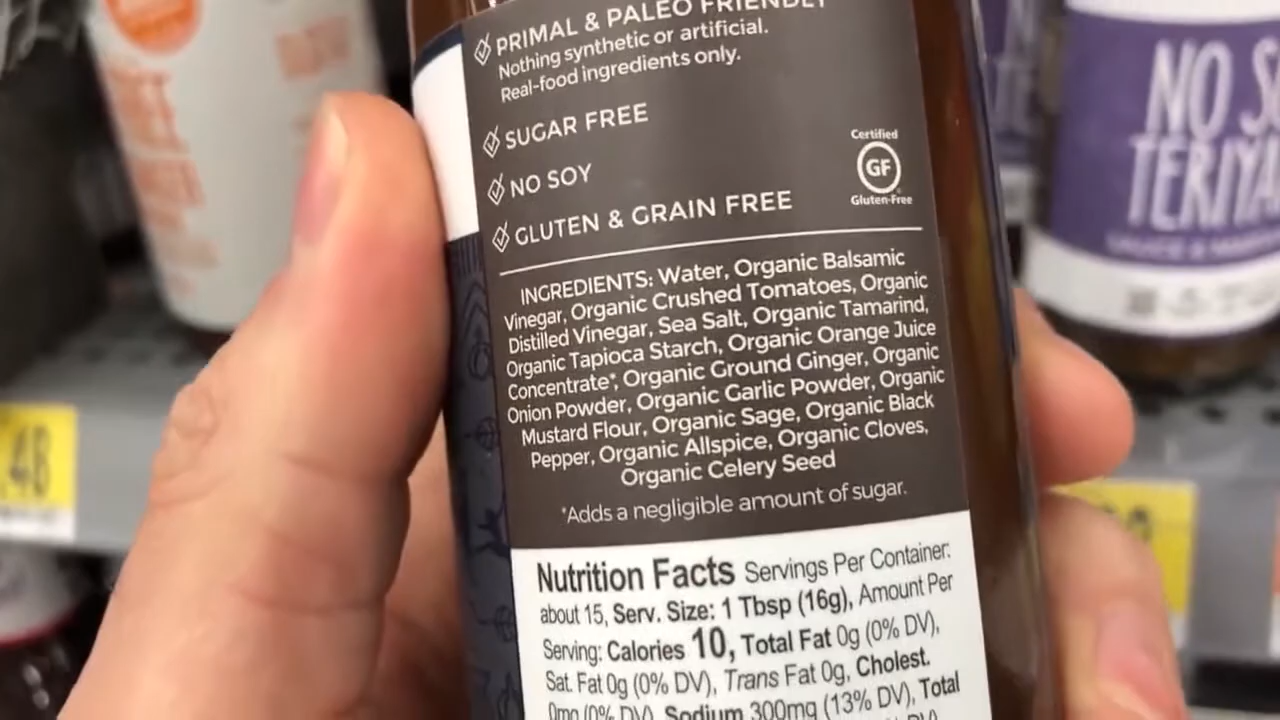 PRIMAL & PALEO FRIENDLY
Nothing synthetic or artificial.
Real-food ingredients only.
SUGAR FREE
NO SOY
GLUTEN & GRAIN FREE
Certified
GF
Gluten-Free
INGREDIENTS: Water, Organic Balsamic
Vinegar, Organic Crushed Tomatoes, Organic
Distilled Vinegar, Sea Salt, Organic Tamarind,
Organic Tapioca Starch, Organic Orange Juice
Concentrate*, Organic Ground Ginger, Organic
Onion Powder, Organic Garlic Powder, Organic
Mustard Flour, Organic Sage, Organic Black
Pepper, Organic Allspice, Organic Cloves,
Organic Celery Seed
*Adds a negligible amount of sugar.
Nutrition Facts Servings Per Container:
about 15, Serv. Size: 1 Tbsp (16g), Amount Per
Serving: Calories 10, Total Fat 0g (0% DV),
Sat. Fat 0g (0% DV), Trans Fat 0g, Cholest.
0mg (0% DV), Sodium 300mg (13% DV), Total
NO
.48